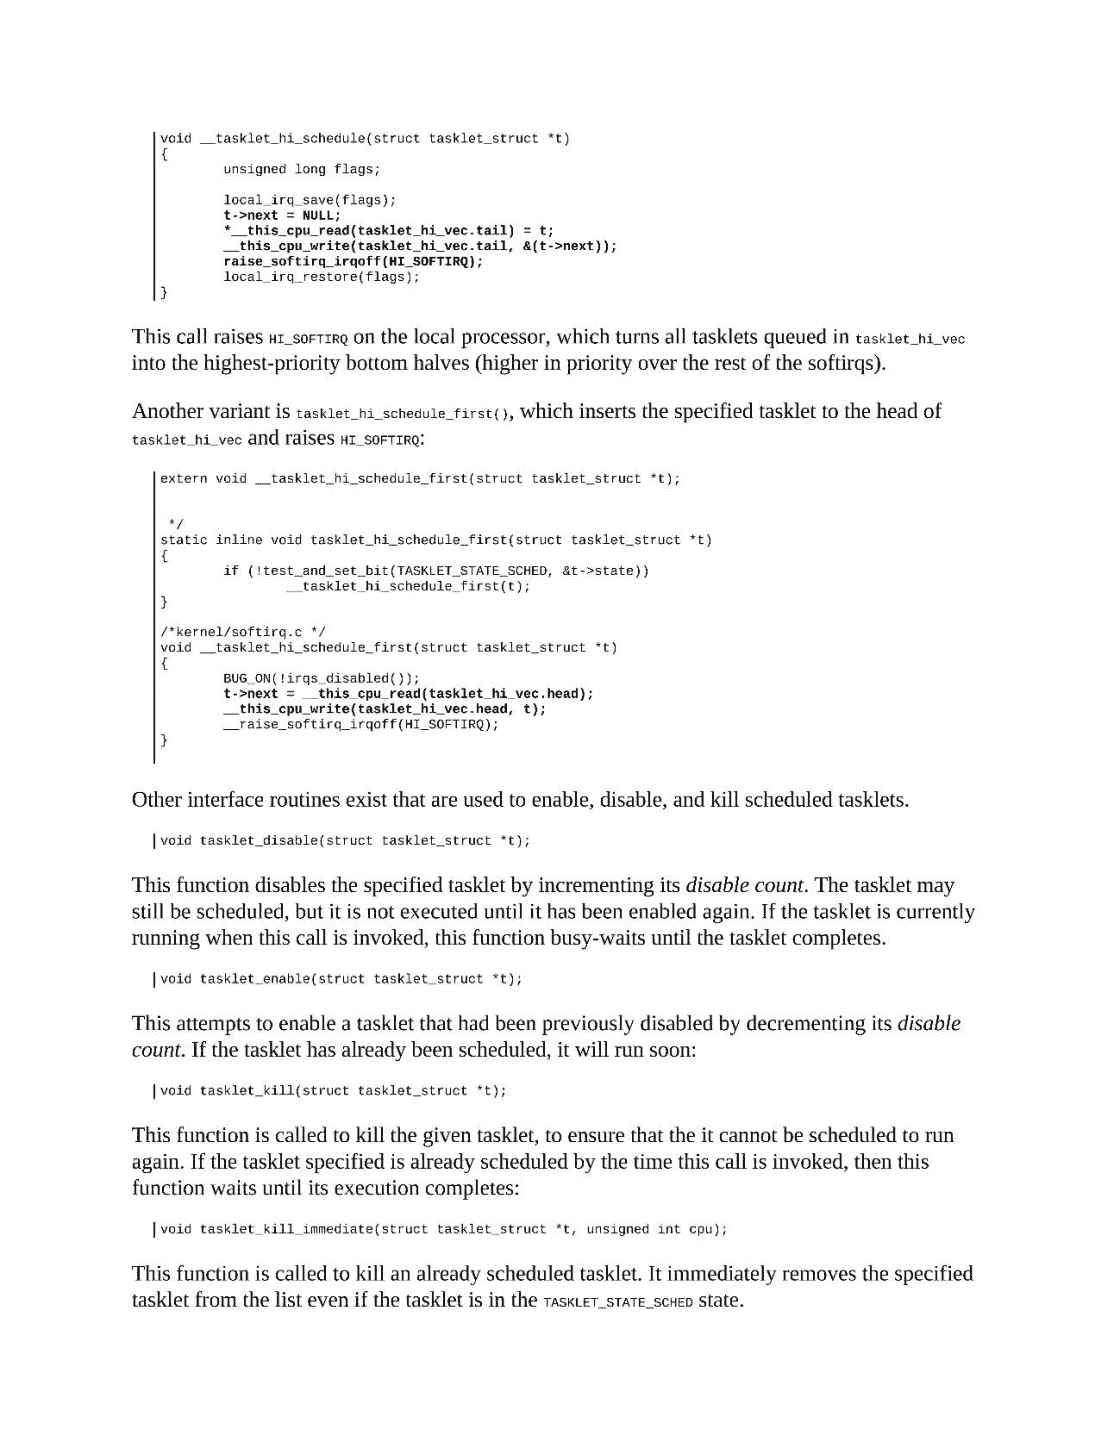 void __tasklet_hi_schedule(struct tasklet_struct *t)
{
        unsigned long flags;

        local_irq_save(flags);
        t->next = NULL;
        *__this_cpu_read(tasklet_hi_vec.tail) = t;
        __this_cpu_write(tasklet_hi_vec.tail, &(t->next));
        raise_softirq_irqoff(HI_SOFTIRQ);
        local_irq_restore(flags);
}
This call raises HI_SOFTIRQ on the local processor, which turns all tasklets queued in tasklet_hi_vec
into the highest-priority bottom halves (higher in priority over the rest of the softirqs).
Another variant is tasklet_hi_schedule_first(), which inserts the specified tasklet to the head of
tasklet_hi_vec and raises HI_SOFTIRQ:
extern void __tasklet_hi_schedule_first(struct tasklet_struct *t);

 */
static inline void tasklet_hi_schedule_first(struct tasklet_struct *t)
{
        if (!test_and_set_bit(TASKLET_STATE_SCHED, &t->state))
                __tasklet_hi_schedule_first(t);
}

/*kernel/softirq.c */
void __tasklet_hi_schedule_first(struct tasklet_struct *t)
{
        BUG_ON(!irqs_disabled());
        t->next = __this_cpu_read(tasklet_hi_vec.head);
        __this_cpu_write(tasklet_hi_vec.head, t);
        __raise_softirq_irqoff(HI_SOFTIRQ);
}
Other interface routines exist that are used to enable, disable, and kill scheduled tasklets.
void tasklet_disable(struct tasklet_struct *t);
This function disables the specified tasklet by incrementing its disable count. The tasklet may
still be scheduled, but it is not executed until it has been enabled again. If the tasklet is currently
running when this call is invoked, this function busy-waits until the tasklet completes.
void tasklet_enable(struct tasklet_struct *t);
This attempts to enable a tasklet that had been previously disabled by decrementing its disable
count. If the tasklet has already been scheduled, it will run soon:
void tasklet_kill(struct tasklet_struct *t);
This function is called to kill the given tasklet, to ensure that the it cannot be scheduled to run
again. If the tasklet specified is already scheduled by the time this call is invoked, then this
function waits until its execution completes:
void tasklet_kill_immediate(struct tasklet_struct *t, unsigned int cpu);
This function is called to kill an already scheduled tasklet. It immediately removes the specified
tasklet from the list even if the tasklet is in the TASKLET_STATE_SCHED state.